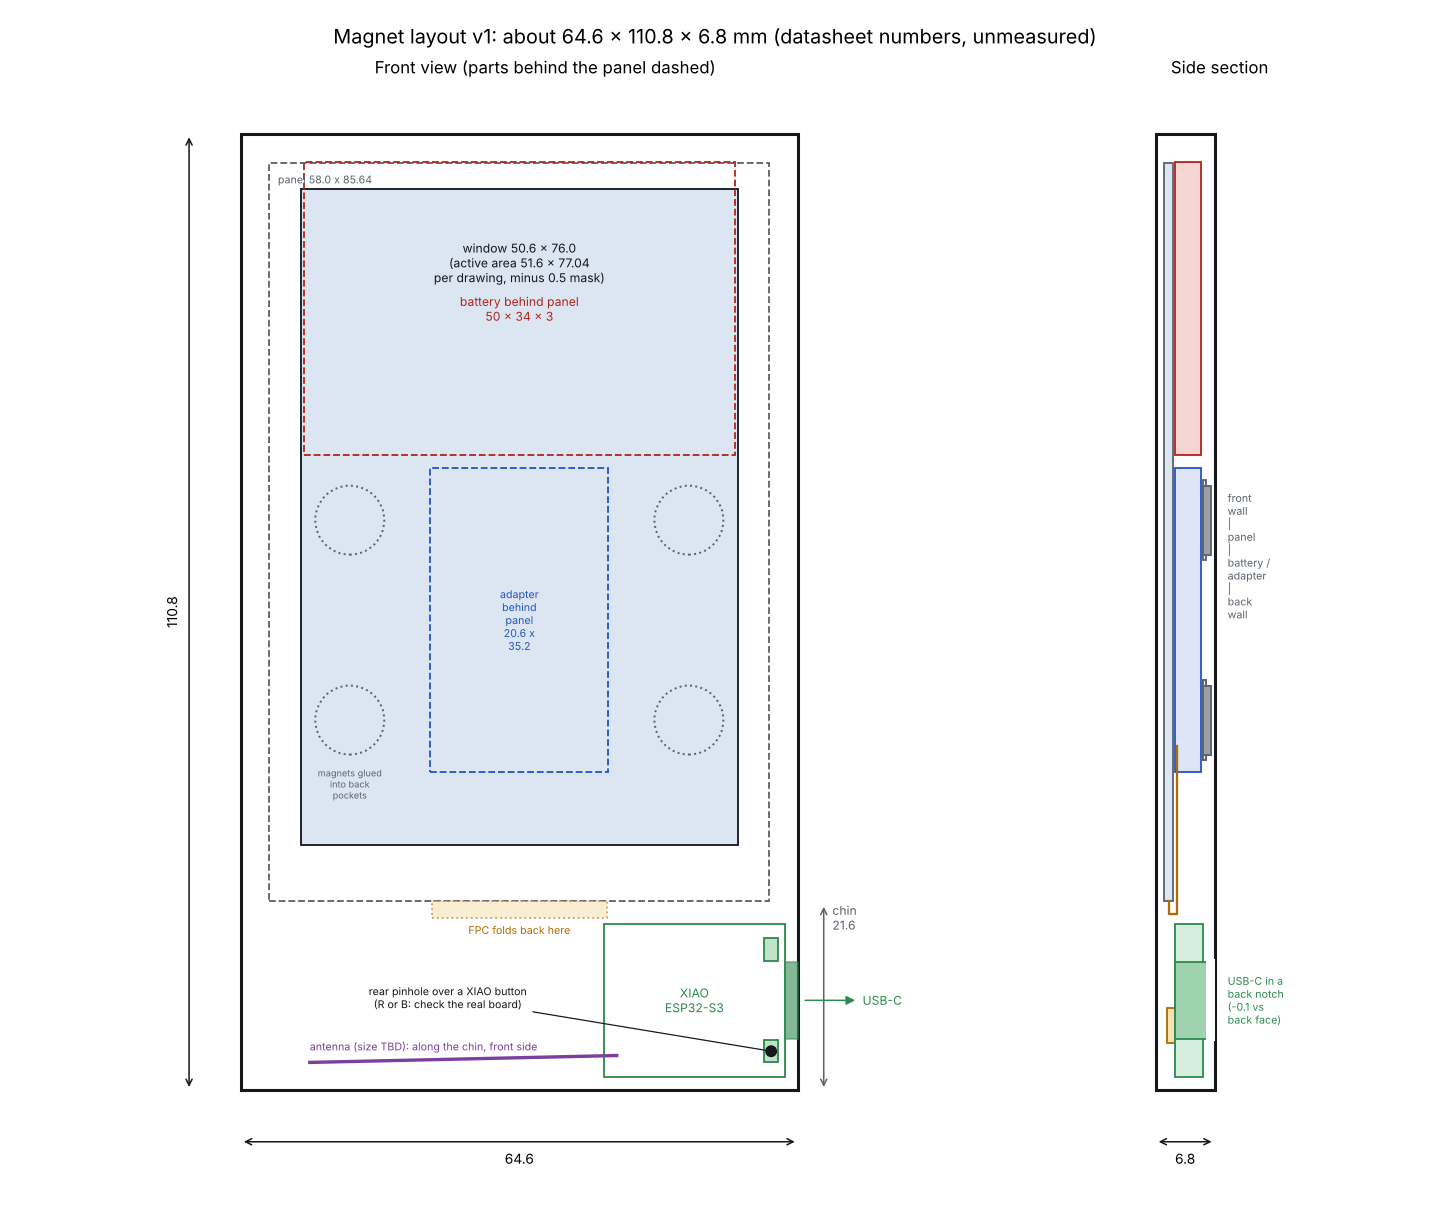 Magnet layout v1: about 64.6 × 110.8 × 6.8 mm (datasheet numbers, unmeasured)
Front view (parts behind the panel dashed)
Side section
panel 58.0 x 85.64
window 50.6 × 76.0
(active area 51.6 × 77.04
per drawing, minus 0.5 mask)
battery behind panel
50 × 34 × 3
adapter
behind
panel
20.6 x
35.2
magnets glued
into back
pockets
110.8
FPC folds back here
chin
21.6
rear pinhole over a XIAO button
(R or B: check the real board)
XIAO
ESP32-S3
USB-C
antenna (size TBD): along the chin, front side
64.6
front
wall
|
panel
|
battery /
adapter
|
back
wall
USB-C in a
back notch
(-0.1 vs
back face)
6.8